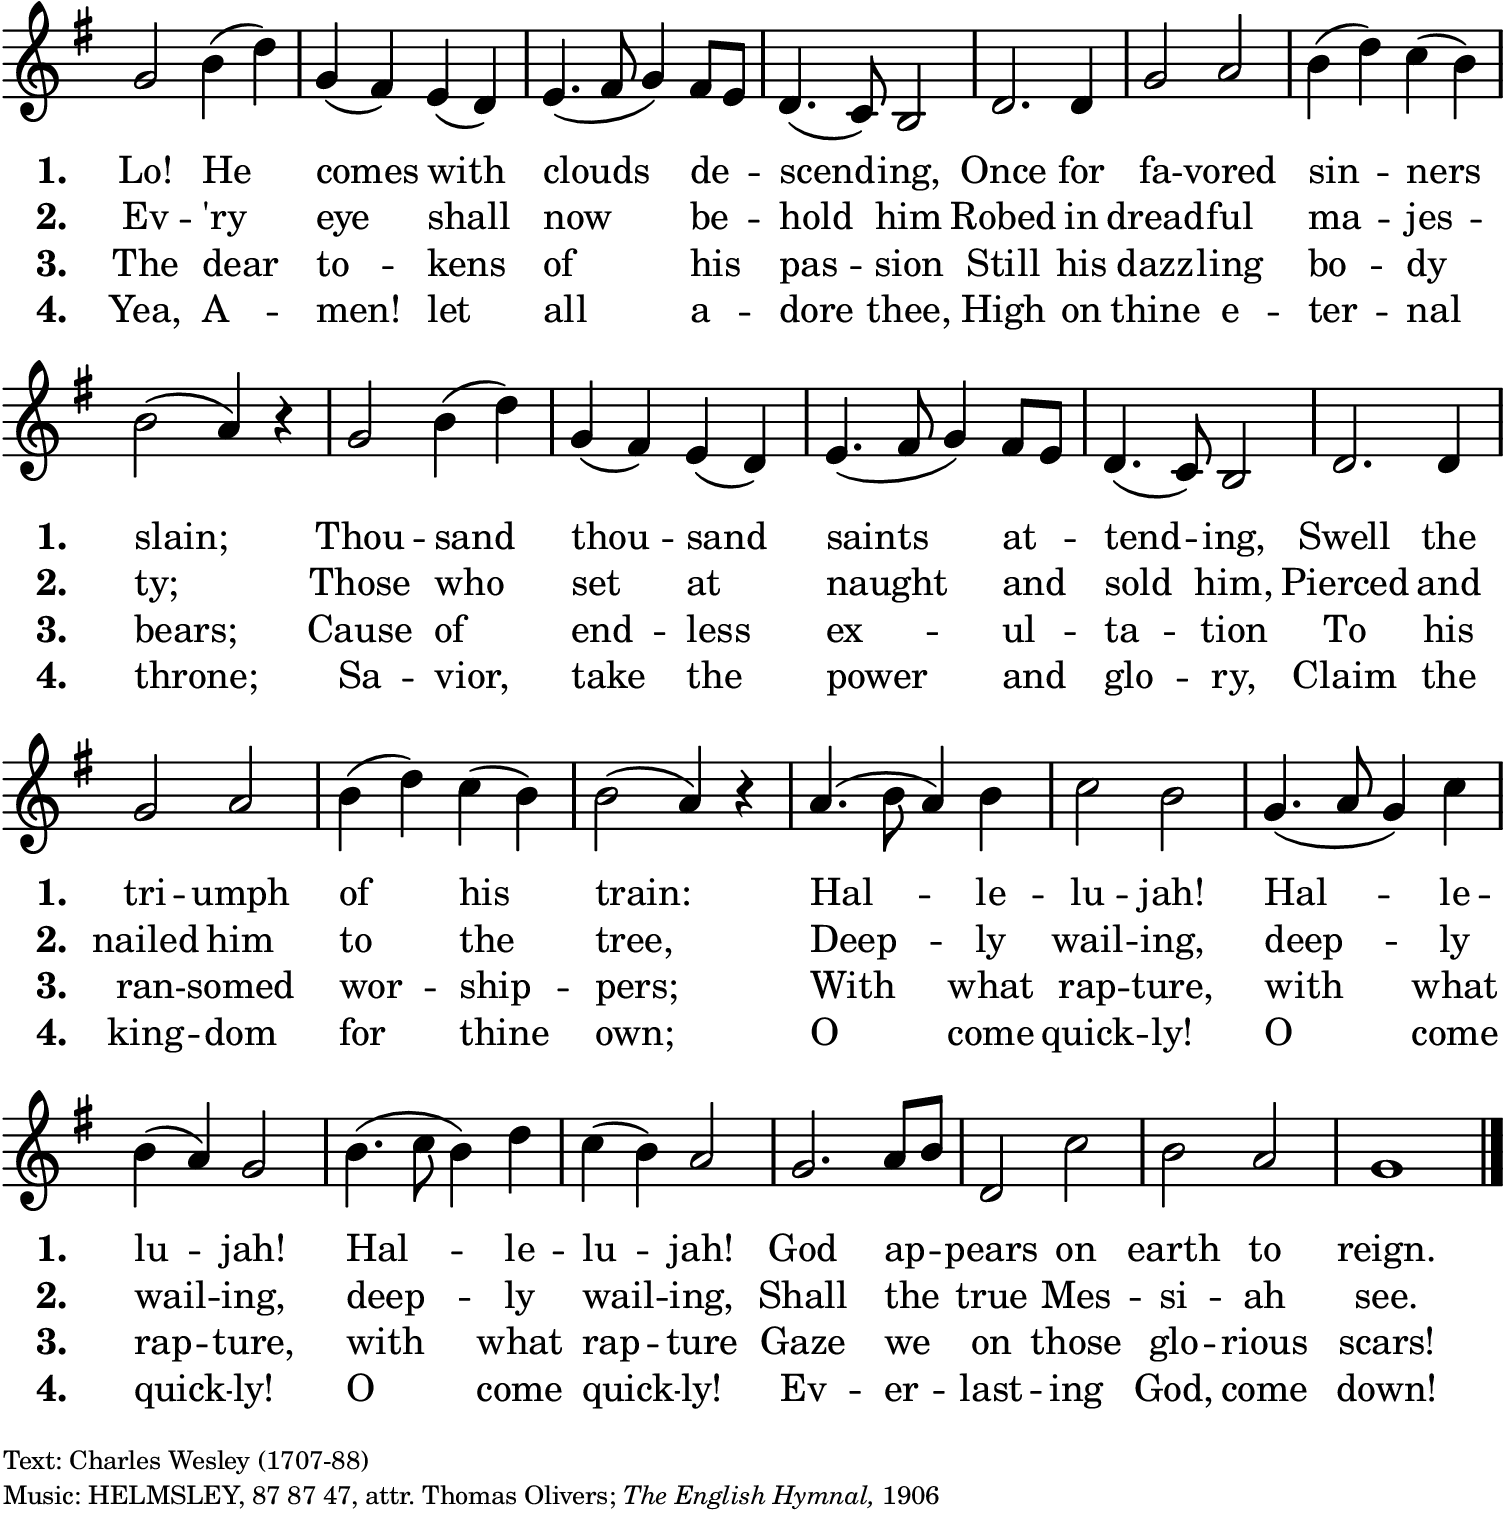 1. Lo! He comes with clouds de -- scend -- ing, Once for fa -- vored sin -- ners
2. Ev -- 'ry eye shall now be -- hold him Robed in dread -- ful ma -- jes --
3. The dear to -- kens of his pas -- sion Still his dazz -- ling bo -- dy
4. Yea, A -- men! let all a -- dore thee, High on thine e -- ter -- nal
1. slain; Thou -- sand thou -- sand saints at -- tend -- ing, Swell the
2. ty; Those who set at naught and sold him, Pierced and
3. bears; Cause of end -- less ex -- ul -- ta -- tion To his
4. throne; Sa -- vior, take the power and glo -- ry, Claim the
1. tri -- umph of his train: Hal -- le -- lu -- jah! Hal -- le --
2. nailed him to the tree, Deep -- ly wail -- ing, deep -- ly
3. ran -- somed wor -- ship -- pers; With what rap -- ture, with what
4. king -- dom for thine own; O come quick -- ly! O come
1. lu -- jah! Hal -- le -- lu -- jah! God ap -- pears on earth to reign.
2. wail -- ing, deep -- ly wail -- ing, Shall the true Mes -- si -- ah see.
3. rap -- ture, with what rap -- ture Gaze we on those glo -- rious scars!
4. quick -- ly! O come quick -- ly! Ev -- er -- last -- ing God, come down!
Text: Charles Wesley (1707-88)
Music: HELMSLEY, 87 87 47, attr. Thomas Olivers; The English Hymnal, 1906